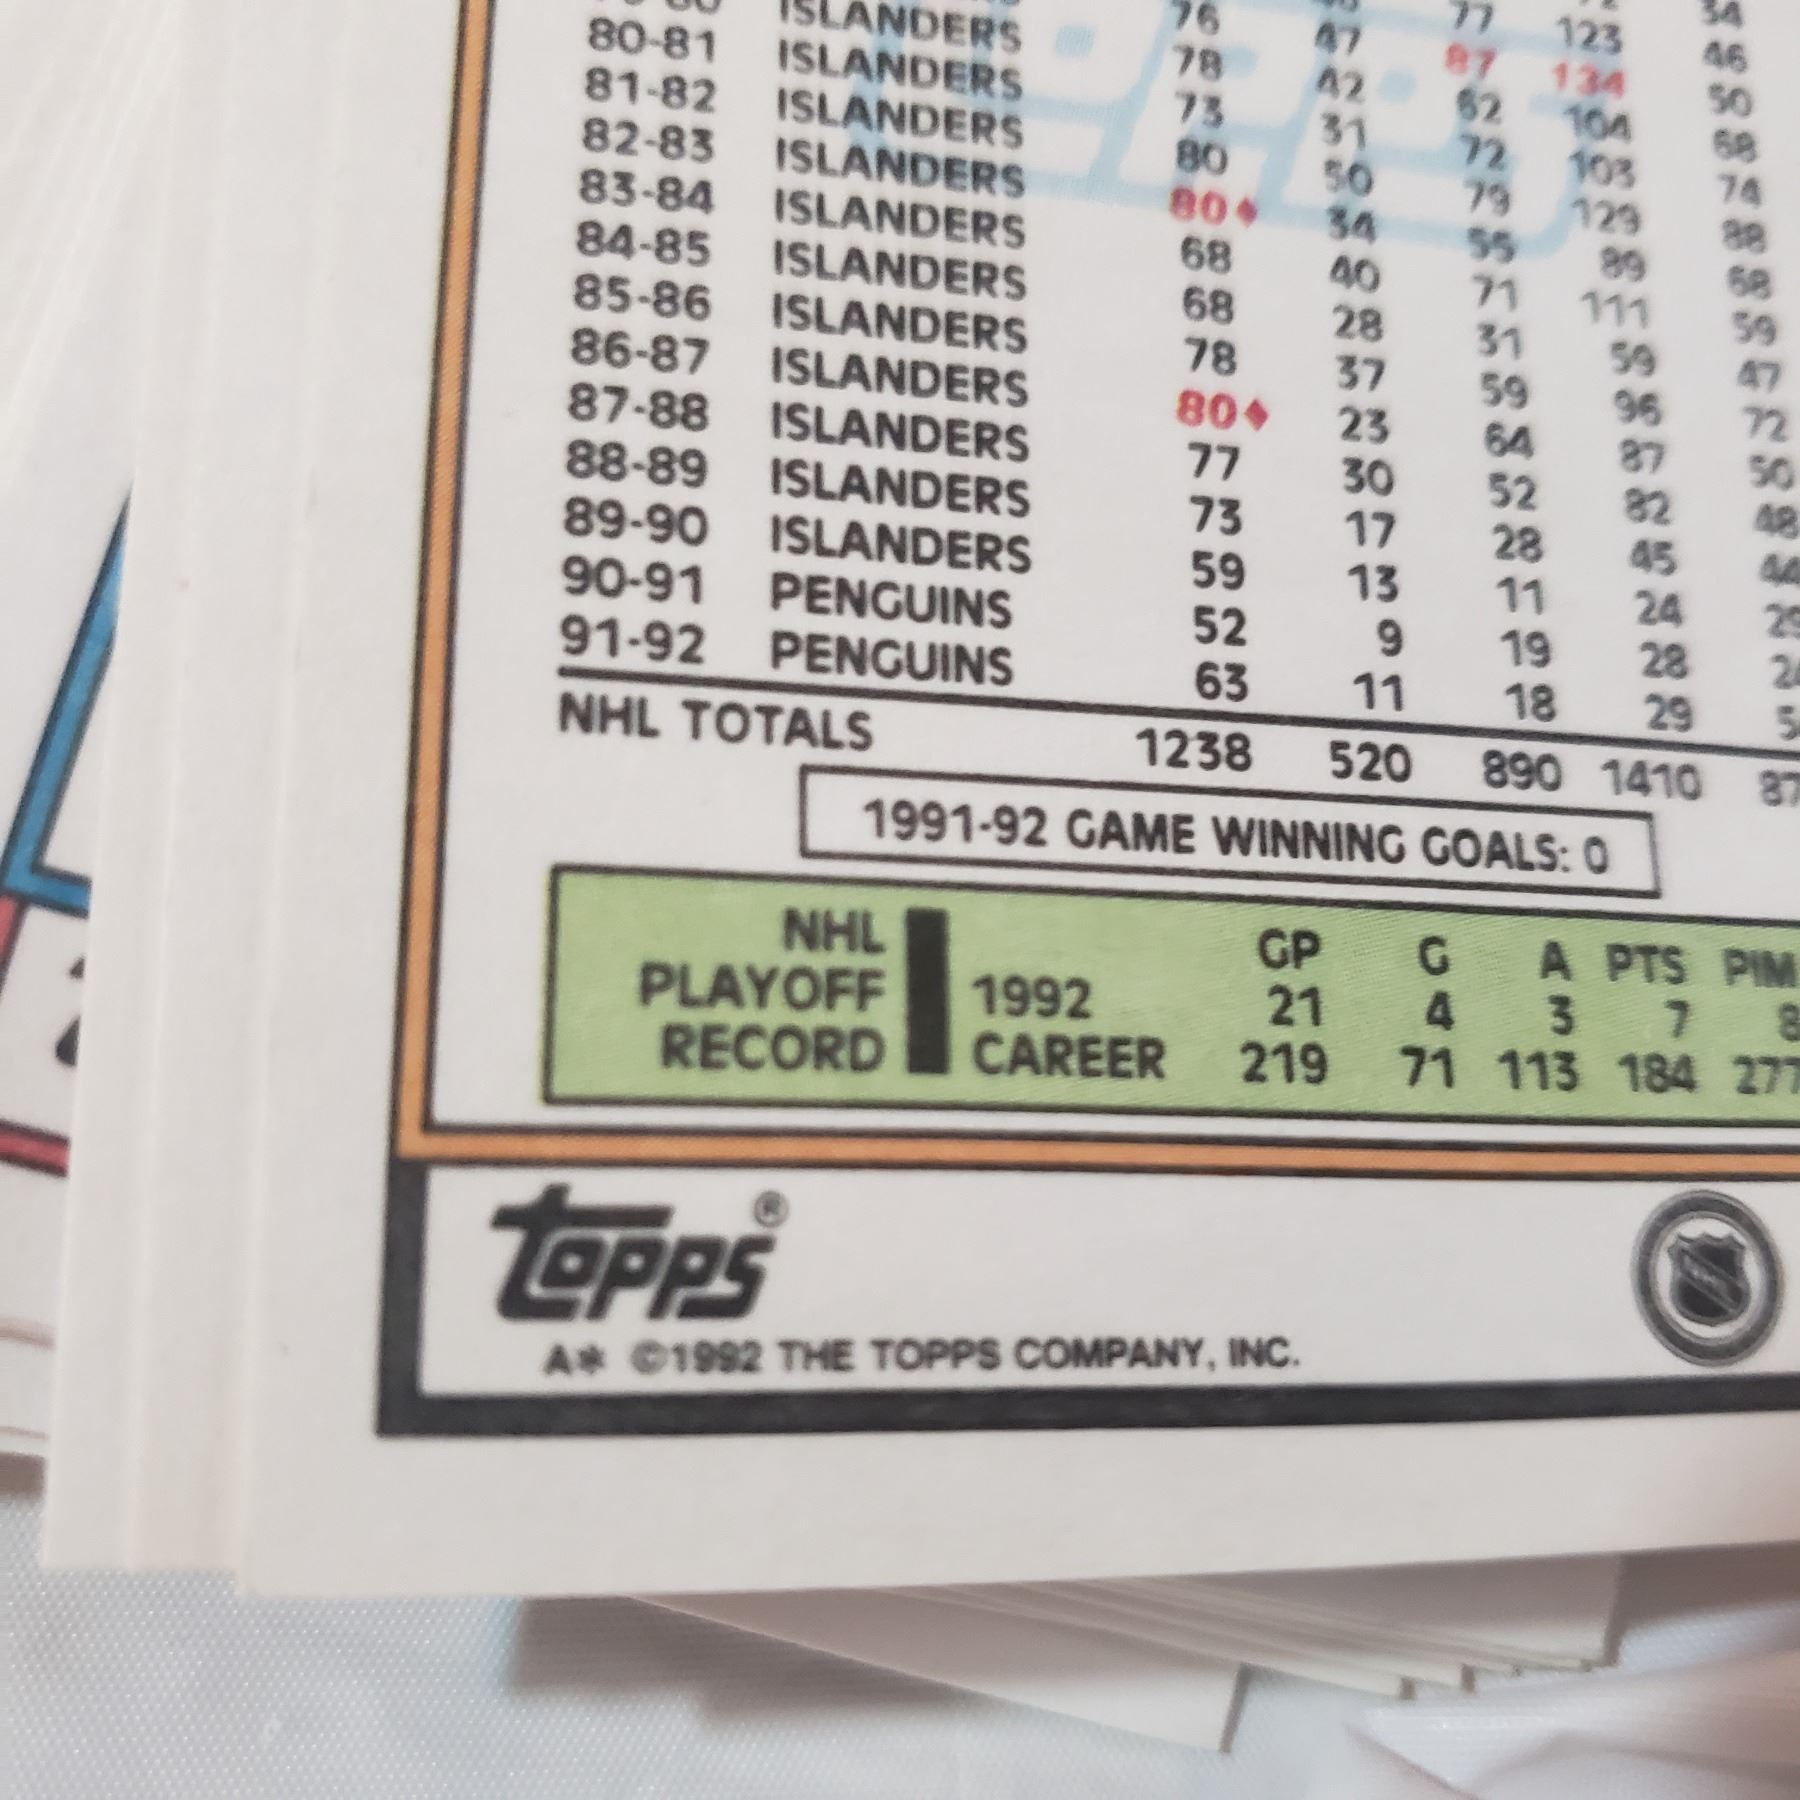 77 123 46
76 47 87 134 50
ISLANDERS 78 42 62 104 68
80-81 ISLANDERS 73 31 72 103 74
81-82 ISLANDERS 80 50 79 129 88
82-83 ISLANDERS 80♦ 34 55 89 68
83-84 ISLANDERS 68 40 71 111 59
84-85 ISLANDERS 68 28 31 59 47
85-86 ISLANDERS 78 37 59 96 72
86-87 ISLANDERS 80♦ 23 64 87 50
87-88 ISLANDERS 77 30 52 82 48
88-89 ISLANDERS 73 17 28 45 44
89-90 ISLANDERS 59 13 11 24 29
90-91 PENGUINS 52 9 19 28
91-92 PENGUINS 63 11 18 29
NHL TOTALS 1238 520 890 1410 87
1991-92 GAME WINNING GOALS: 0
NHL PLAYOFF RECORD
GP G A PTS PIM
1992 21 4 3 7 8
CAREER 219 71 113 184 277
Topps®
A* ©1992 THE TOPPS COMPANY, INC.